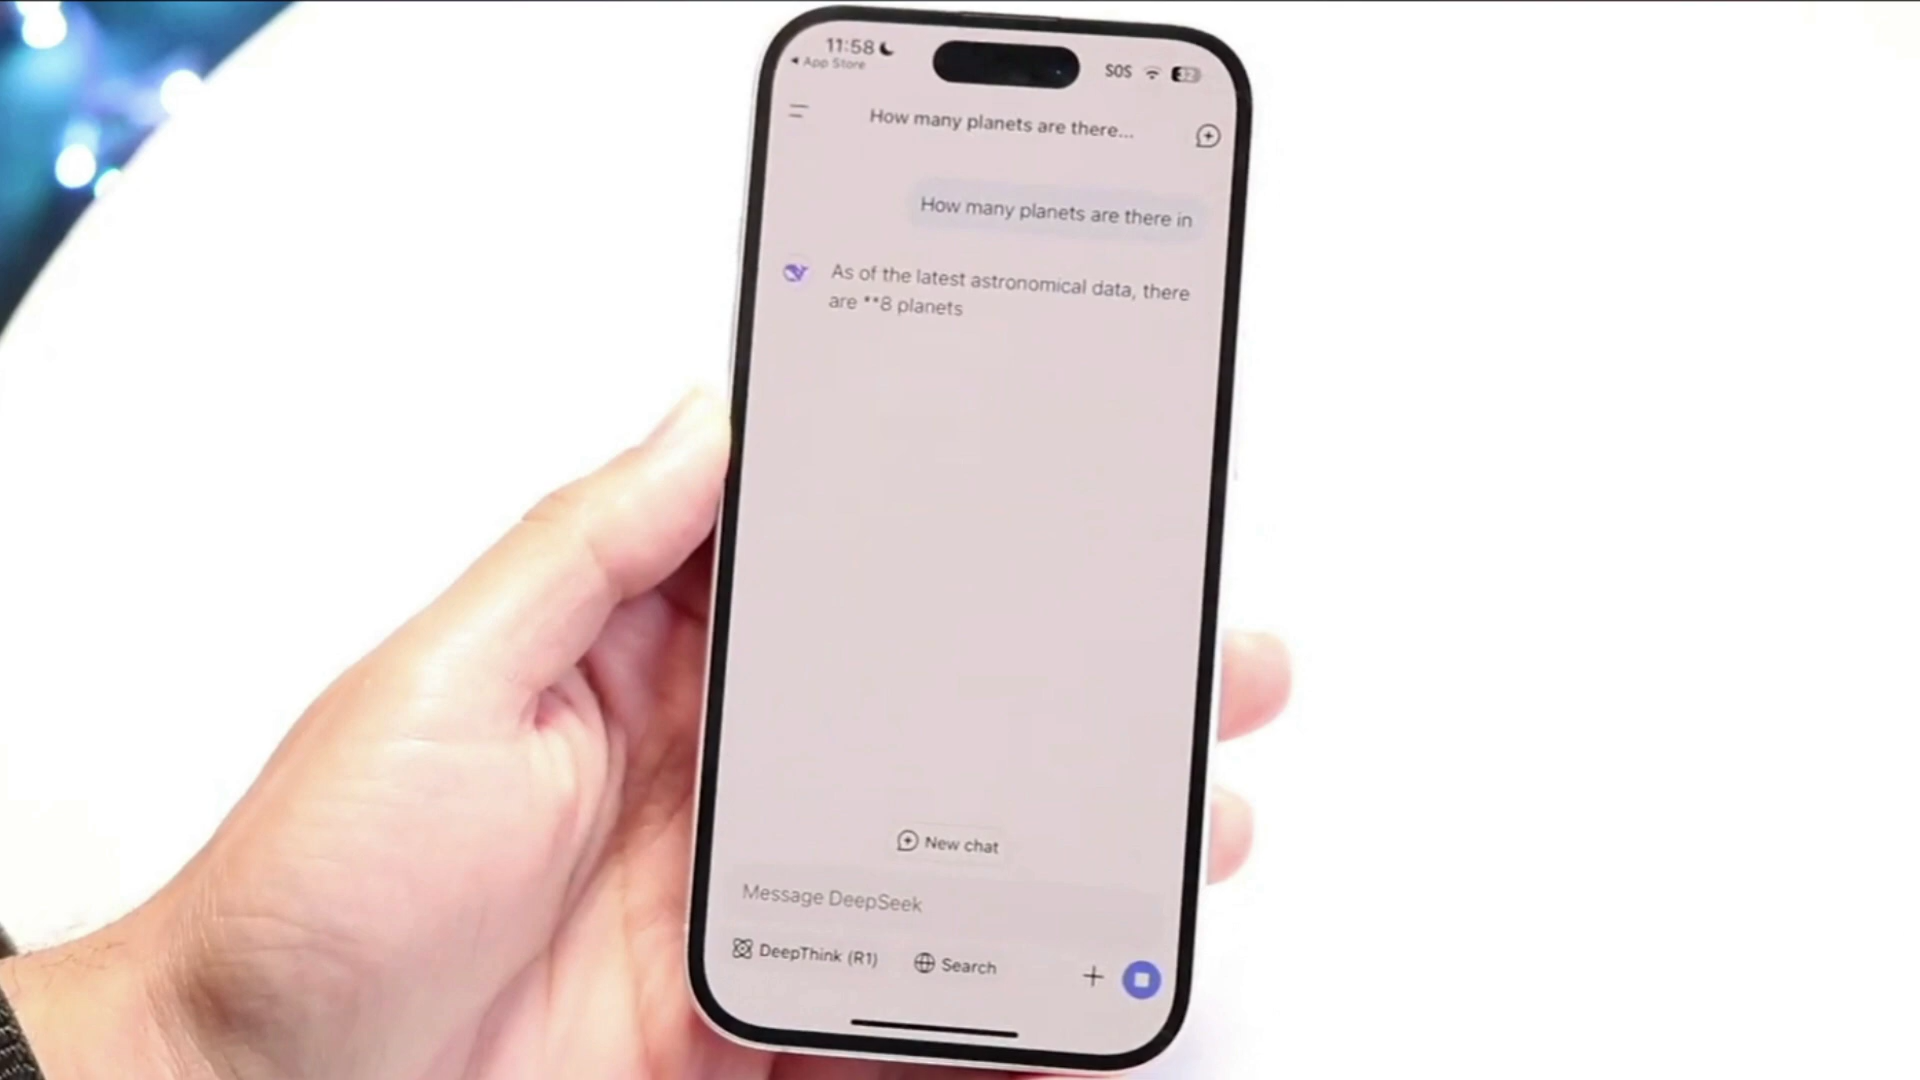 11:58
App Store
SOS
32
How many planets are there...
How many planets are there in
As of the latest astronomical data, there
are **8 planets
New chat
Message DeepSeek
DeepThink (R1)
Search